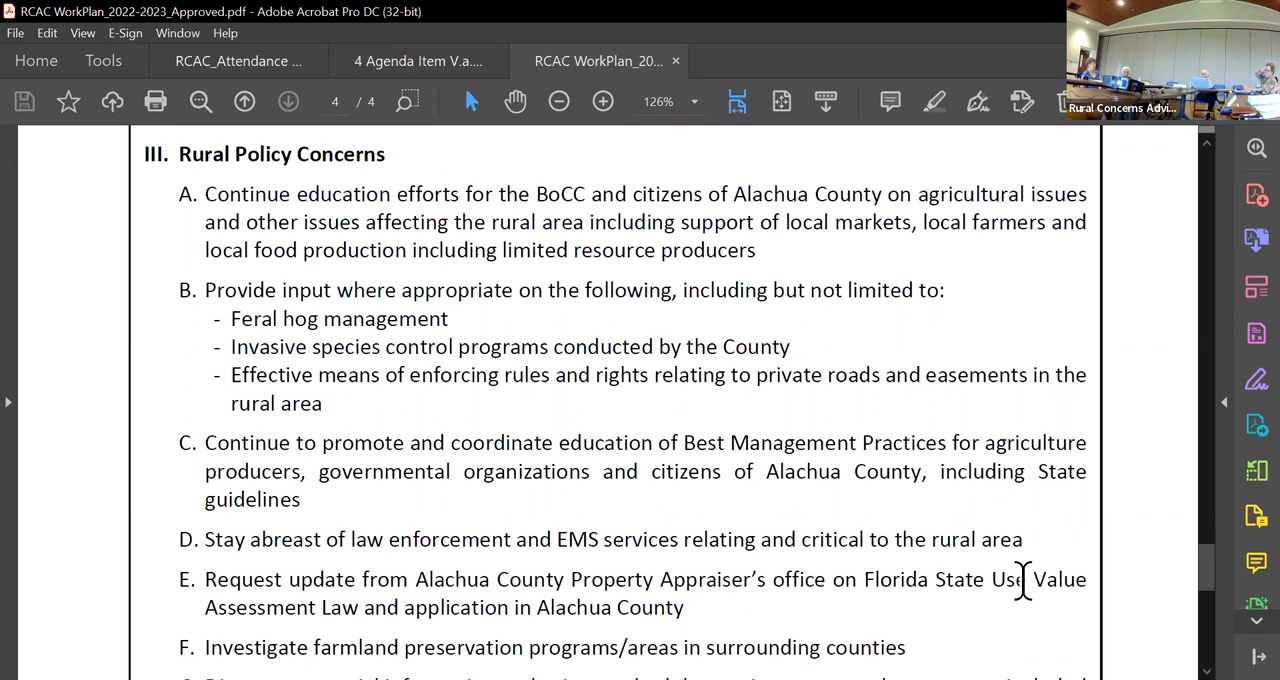 RCAC WorkPlan_2022-2023_Approved.pdf - Adobe Acrobat Pro DC (32-bit)
File Edit View E-Sign Window Help
Home Tools RCAC_Attendance ... 4 Agenda Item V.a.... RCAC WorkPlan_20... ×
4 / 4 126%
Rural Concerns Advi...
III. Rural Policy Concerns
A. Continue education efforts for the BoCC and citizens of Alachua County on agricultural issues
and other issues affecting the rural area including support of local markets, local farmers and
local food production including limited resource producers
B. Provide input where appropriate on the following, including but not limited to:
- Feral hog management
- Invasive species control programs conducted by the County
- Effective means of enforcing rules and rights relating to private roads and easements in the
rural area
C. Continue to promote and coordinate education of Best Management Practices for agriculture
producers, governmental organizations and citizens of Alachua County, including State
guidelines
D. Stay abreast of law enforcement and EMS services relating and critical to the rural area
E. Request update from Alachua County Property Appraiser’s office on Florida State Use Value
Assessment Law and application in Alachua County
F. Investigate farmland preservation programs/areas in surrounding counties